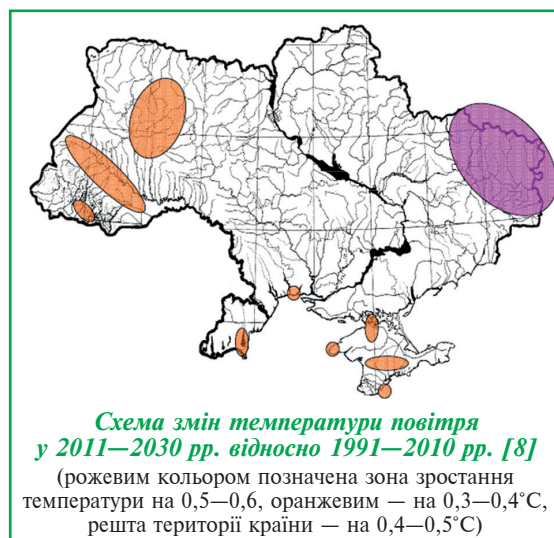 Схема змін температури повітря
у 2011—2030 рр. відносно 1991—2010 рр. [8]
(рожевим кольором позначена зона зростання
температури на 0,5—0,6, оранжевим — на 0,3—0,4°С,
решта території країни — на 0,4—0,5°С)